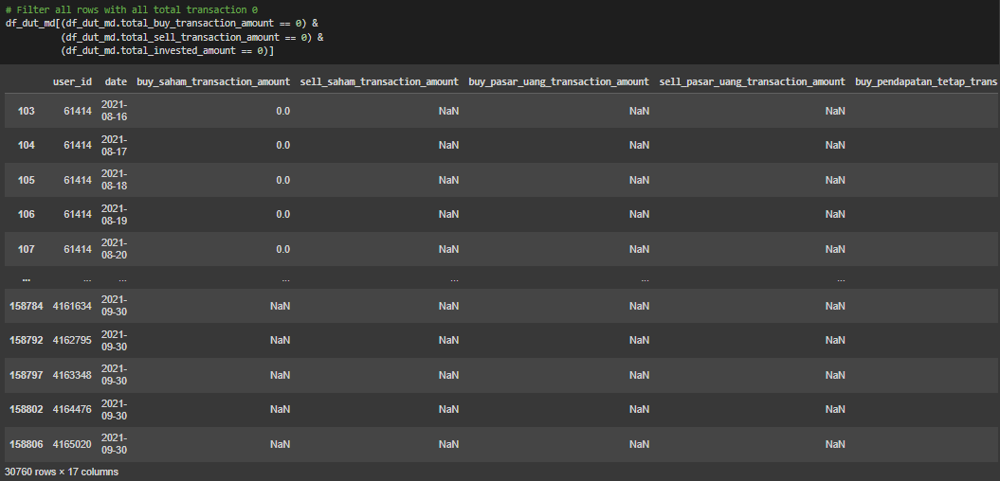 # Filter all rows with all total transaction 0
df_dut_md[(df_dut_md.total_buy_transaction_amount == 0) &
(df_dut_md.total_sell_transaction_amount == 0) &
(df_dut_md.total_invested_amount == 0)]
user_id date buy_saham_transaction_amount sell_saham_transaction_amount buy_pasar_uang_transaction_amount sell_pasar_uang_transaction_amount buy_pendapatan_tetap_trans
103 61414 2021-08-16 0.0 NaN NaN NaN
104 61414 2021-08-17 0.0 NaN NaN NaN
105 61414 2021-08-18 0.0 NaN NaN NaN
106 61414 2021-08-19 0.0 NaN NaN NaN
107 61414 2021-08-20 0.0 NaN NaN NaN
... ... ... ... ... ... ...
158784 4161634 2021-09-30 NaN NaN NaN NaN
158792 4162795 2021-09-30 NaN NaN NaN NaN
158797 4163348 2021-09-30 NaN NaN NaN NaN
158802 4164476 2021-09-30 NaN NaN NaN NaN
158806 4165020 2021-09-30 NaN NaN NaN NaN
30760 rows × 17 columns